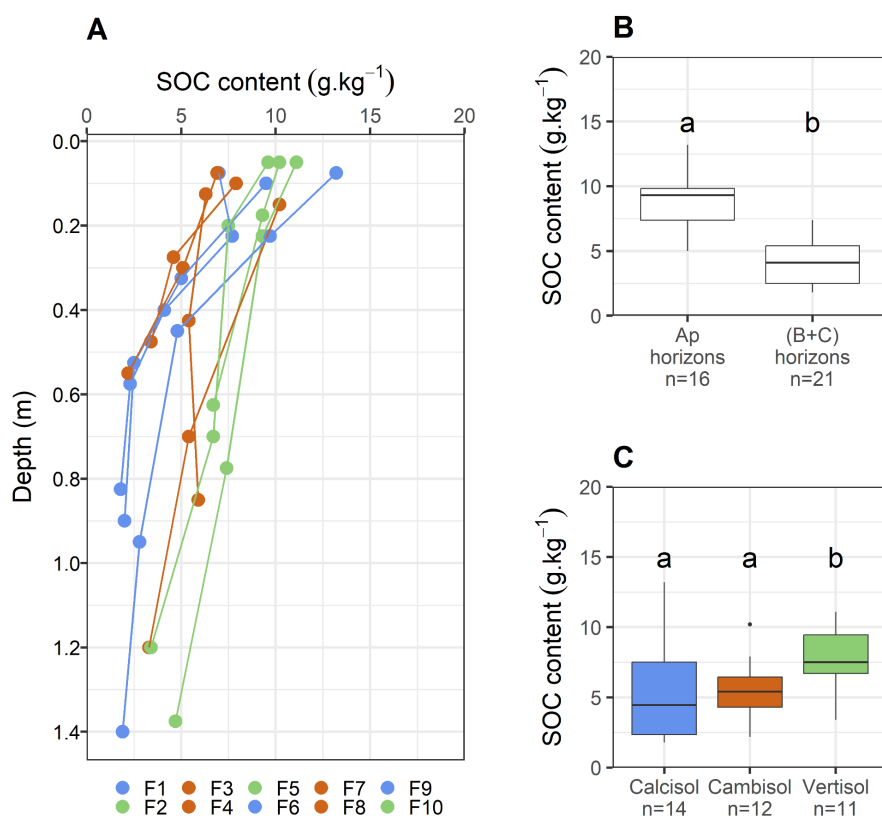 A
SOC content (g.kg⁻¹)
0 5 10 15 20
0.0
0.2
0.4
0.6
0.8
1.0
1.2
1.4
Depth (m)
F1 F3 F5 F7 F9
F2 F4 F6 F8 F10
B
SOC content (g.kg⁻¹)
20
15
10
5
0
a b
Ap (B+C)
horizons horizons
n=16 n=21
C
SOC content (g.kg⁻¹)
20
15
10
5
0
a a b
Calcisol Cambisol Vertisol
n=14 n=12 n=11